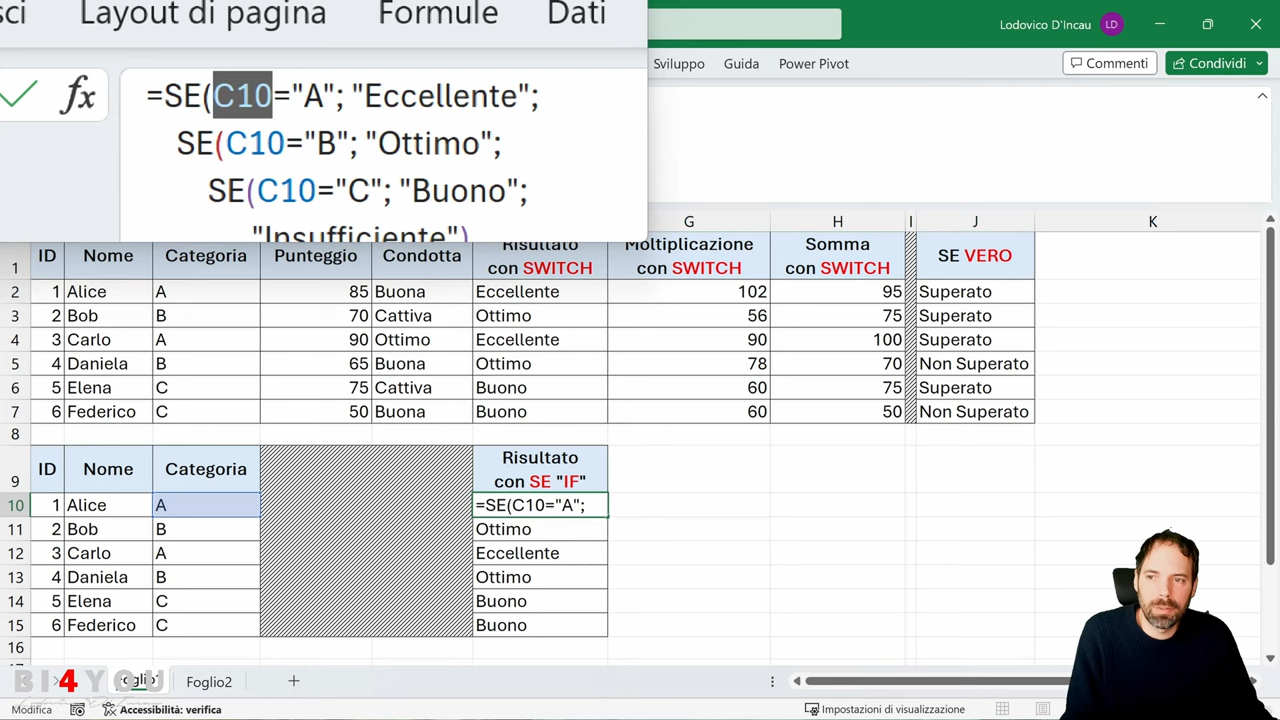 sci Layout di pagina Formule Dati
Lodovico D'Incau LD
Sviluppo Guida Power Pivot Commenti Condividi
fx =SE(C10="A"; "Eccellente";
SE(C10="B"; "Ottimo";
SE(C10="C"; "Buono";
"Insufficiente")
G H I J K
1 ID Nome Categoria Punteggio Condotta Risultato con SWITCH Moltiplicazione con SWITCH Somma con SWITCH SE VERO
2 1 Alice A 85 Buona Eccellente 102 95 Superato
3 2 Bob B 70 Cattiva Ottimo 56 75 Superato
4 3 Carlo A 90 Ottimo Eccellente 90 100 Superato
5 4 Daniela B 65 Buona Ottimo 78 70 Non Superato
6 5 Elena C 75 Cattiva Buono 60 75 Superato
7 6 Federico C 50 Buona Buono 60 50 Non Superato
8
9 ID Nome Categoria Risultato con SE "IF"
10 1 Alice A =SE(C10="A";
11 2 Bob B Ottimo
12 3 Carlo A Eccellente
13 4 Daniela B Ottimo
14 5 Elena C Buono
15 6 Federico C Buono
16
17
BI4YOU Foglio1 Foglio2
Modifica Accessibilità: verifica Impostazioni di visualizzazione